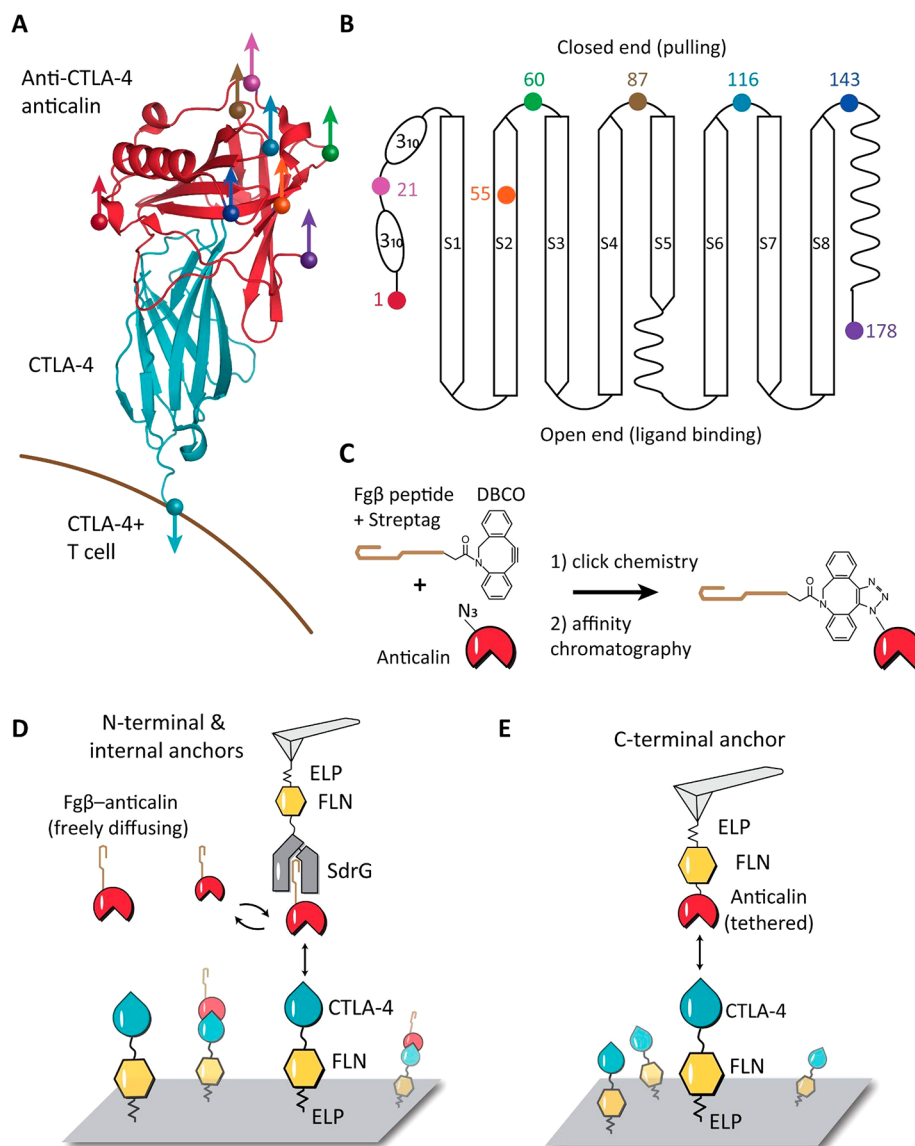 A
Anti-CTLA-4
anticalin
CTLA-4
CTLA-4+
T cell
B
Closed end (pulling)
60
87
116
143
3₁₀
21
55
3₁₀
S1
S2
S3
S4
S5
S6
S7
S8
1
178
Open end (ligand binding)
C
Fgβ peptide
+ Streptag
DBCO
O
N
+
N₃
Anticalin
1) click chemistry
2) affinity
chromatography
O
N
N
N
N
D
N-terminal &
internal anchors
ELP
FLN
Fgβ–anticalin
(freely diffusing)
SdrG
CTLA-4
FLN
ELP
E
C-terminal anchor
ELP
FLN
Anticalin
(tethered)
CTLA-4
FLN
ELP